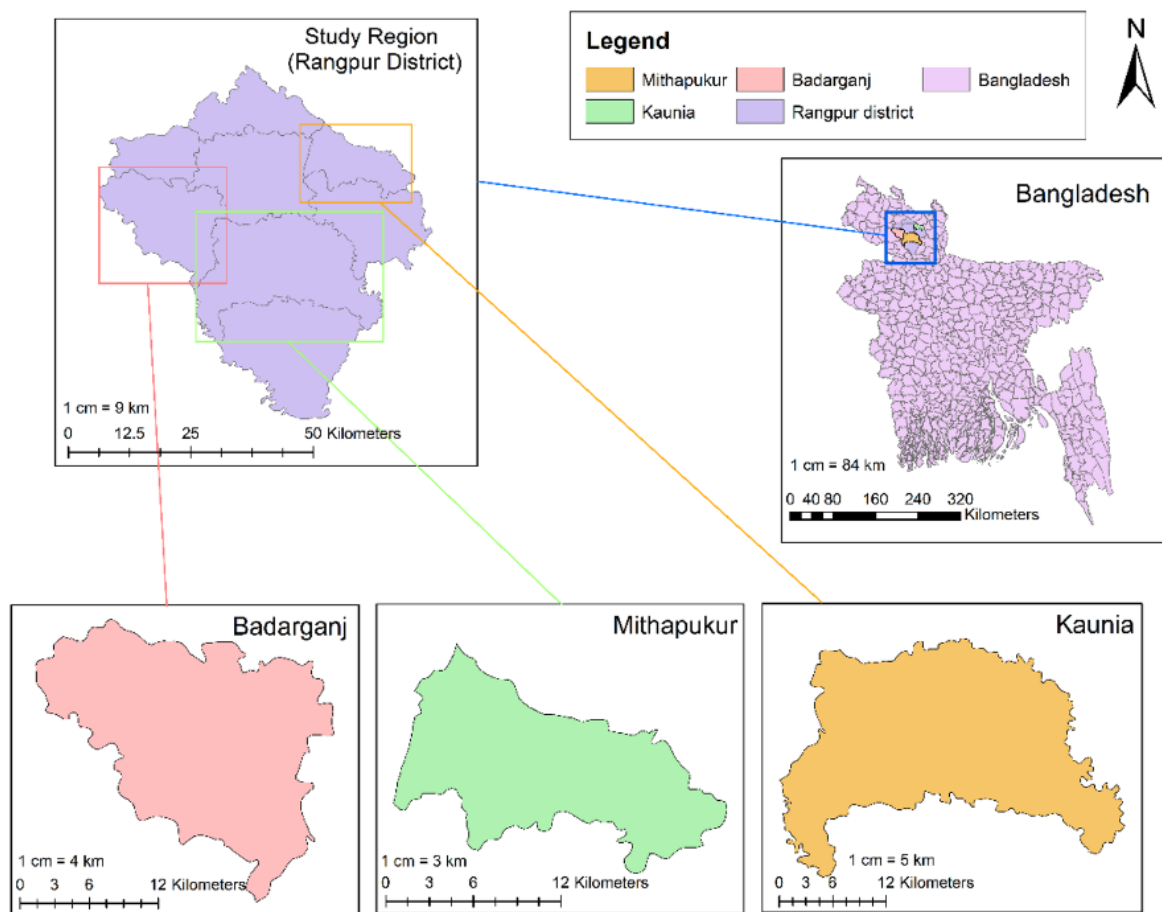 Study Region
(Rangpur District)
1 cm = 9 km
0 12.5 25 50 Kilometers
Legend
Mithapukur Badarganj Bangladesh
Kaunia Rangpur district
N
Bangladesh
1 cm = 84 km
0 40 80 160 240 320
Kilometers
Badarganj
1 cm = 4 km
0 3 6 12 Kilometers
Mithapukur
1 cm = 3 km
0 3 6 12 Kilometers
Kaunia
1 cm = 5 km
0 3 6 12 Kilometers